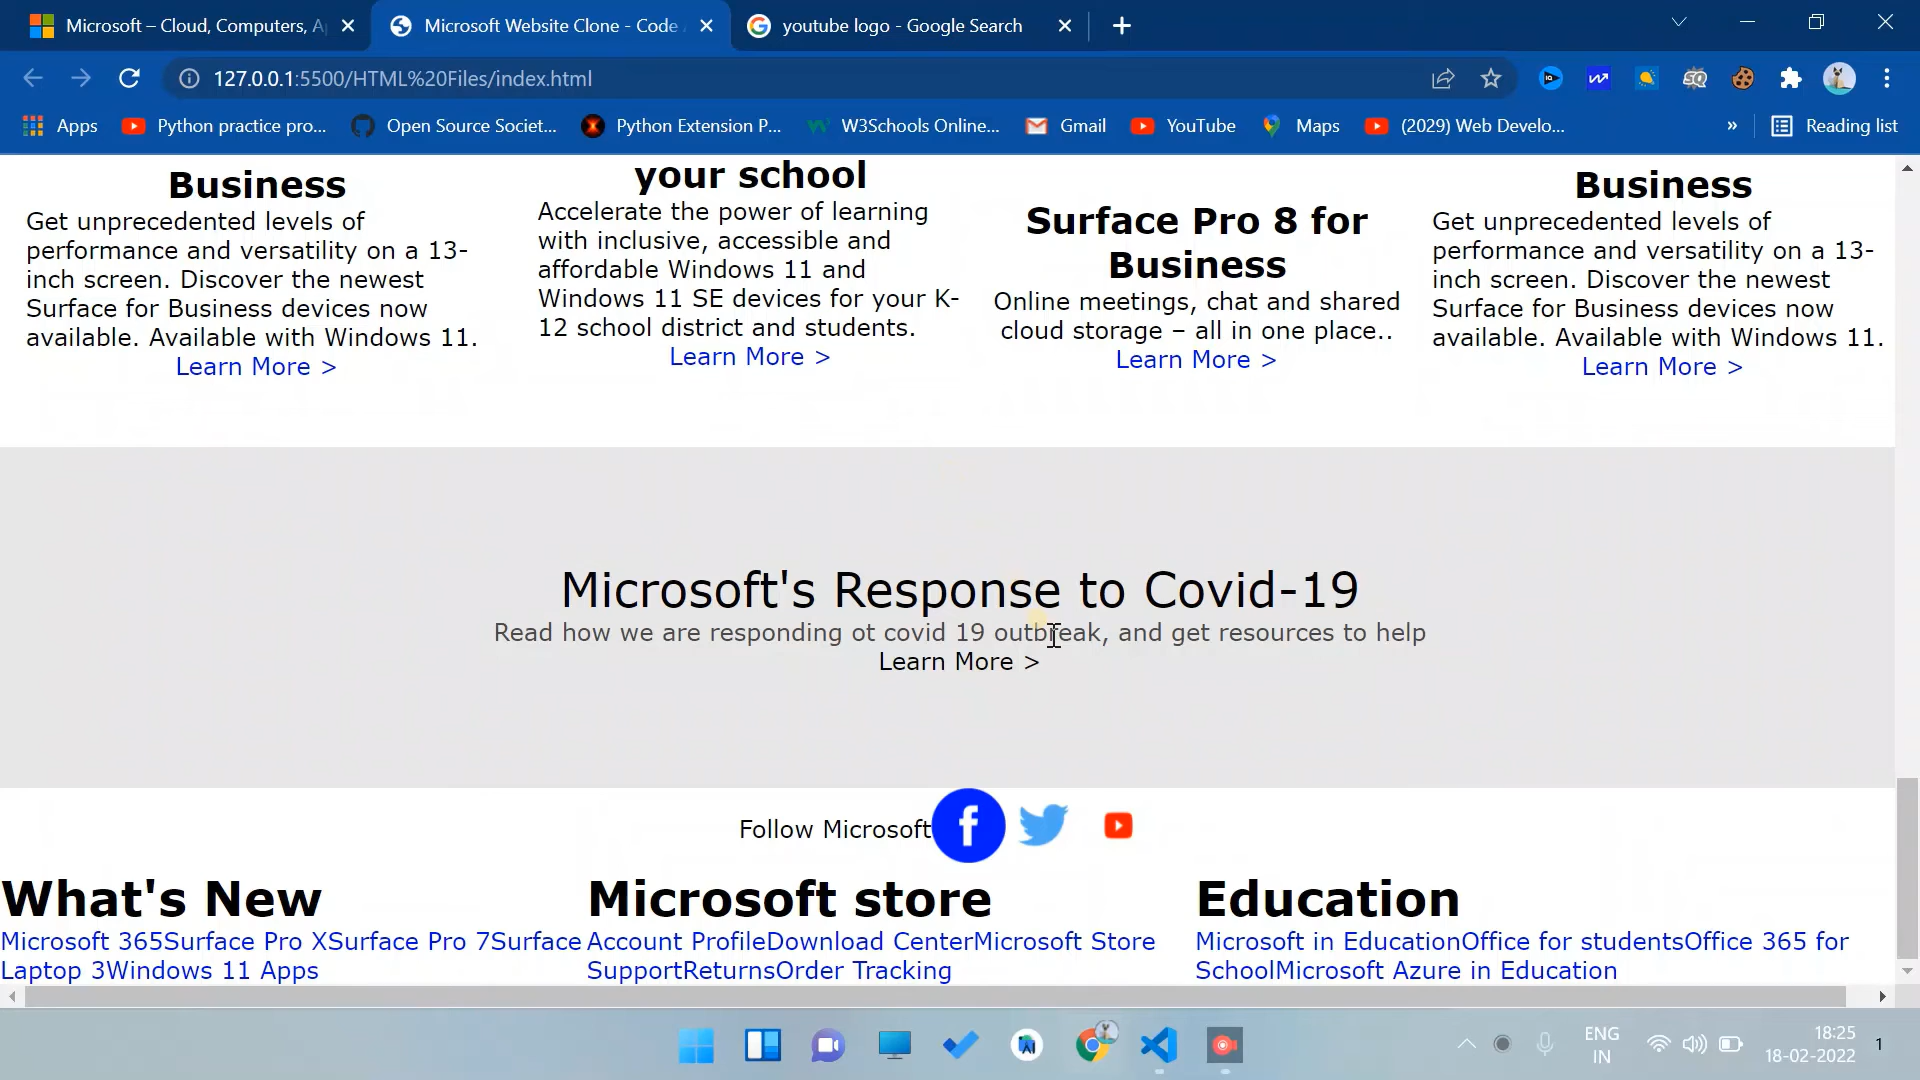 Microsoft – Cloud, Computers, A
Microsoft Website Clone - Code
youtube logo - Google Search
127.0.0.1:5500/HTML%20Files/index.html
Apps
Python practice pro...
Open Source Societ...
Python Extension P...
W3Schools Online...
Gmail
YouTube
Maps
(2029) Web Develo...
»
Reading list
Business
Get unprecedented levels of
performance and versatility on a 13-
inch screen. Discover the newest
Surface for Business devices now
available. Available with Windows 11.
Learn More >
your school
Accelerate the power of learning
with inclusive, accessible and
affordable Windows 11 and
Windows 11 SE devices for your K-
12 school district and students.
Learn More >
Surface Pro 8 for
Business
Online meetings, chat and shared
cloud storage – all in one place..
Learn More >
Business
Get unprecedented levels of
performance and versatility on a 13-
inch screen. Discover the newest
Surface for Business devices now
available. Available with Windows 11.
Learn More >
Microsoft's Response to Covid-19
Read how we are responding ot covid 19 outbreak, and get resources to help
Learn More >
Follow Microsoft
What's New
Microsoft 365Surface Pro XSurface Pro 7Surface
Laptop 3Windows 11 Apps
Microsoft store
Account ProfileDownload CenterMicrosoft Store
SupportReturnsOrder Tracking
Education
Microsoft in EducationOffice for studentsOffice 365 for
SchoolMicrosoft Azure in Education
ENG
IN
18:25
18-02-2022
1